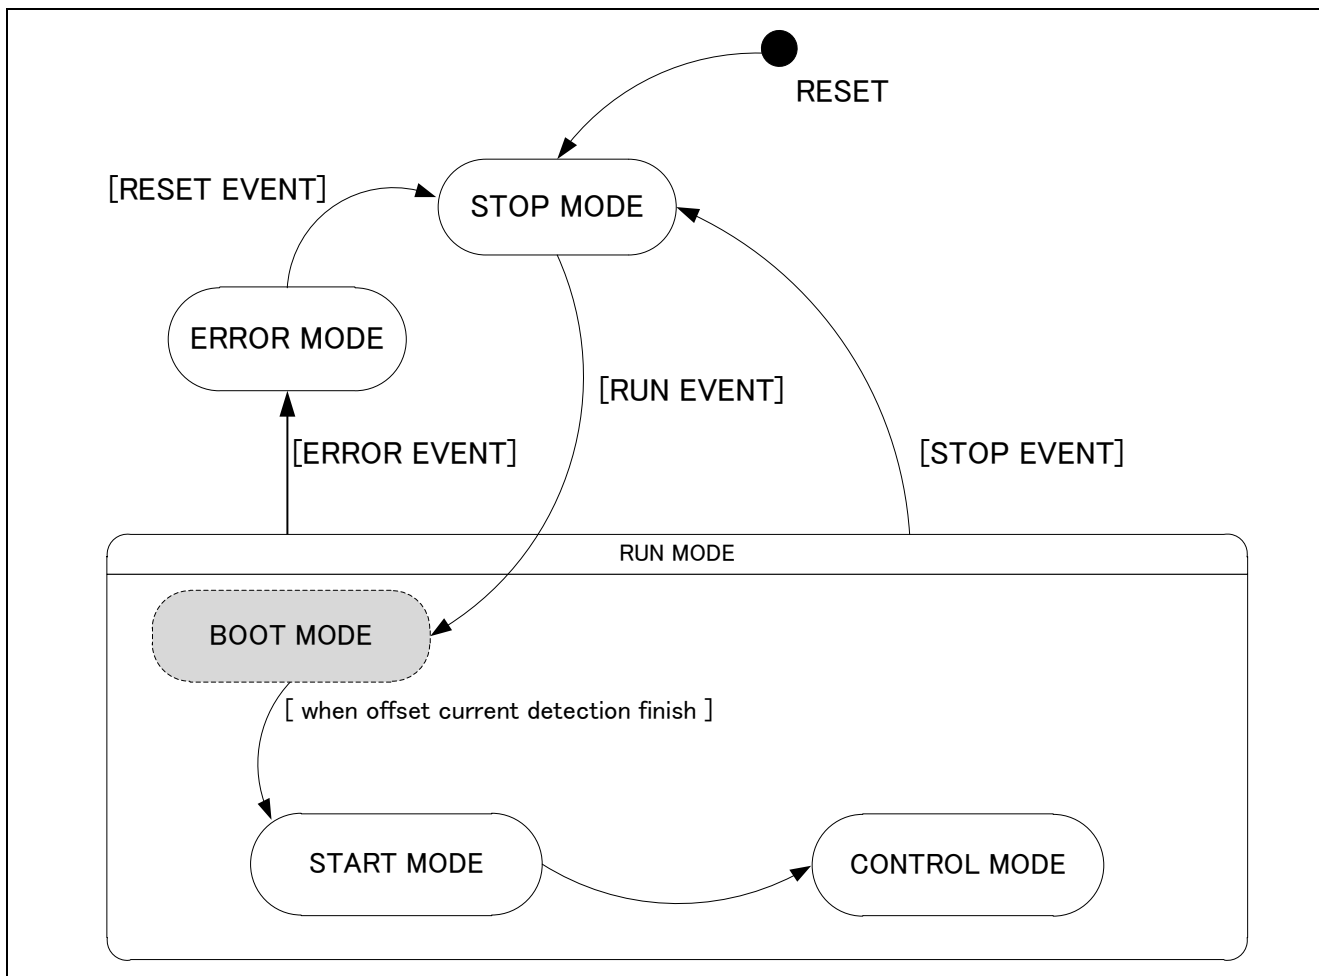 RESET
[RESET EVENT]
STOP MODE
ERROR MODE
[RUN EVENT]
[ERROR EVENT]
[STOP EVENT]
RUN MODE
BOOT MODE
[ when offset current detection finish ]
START MODE
CONTROL MODE